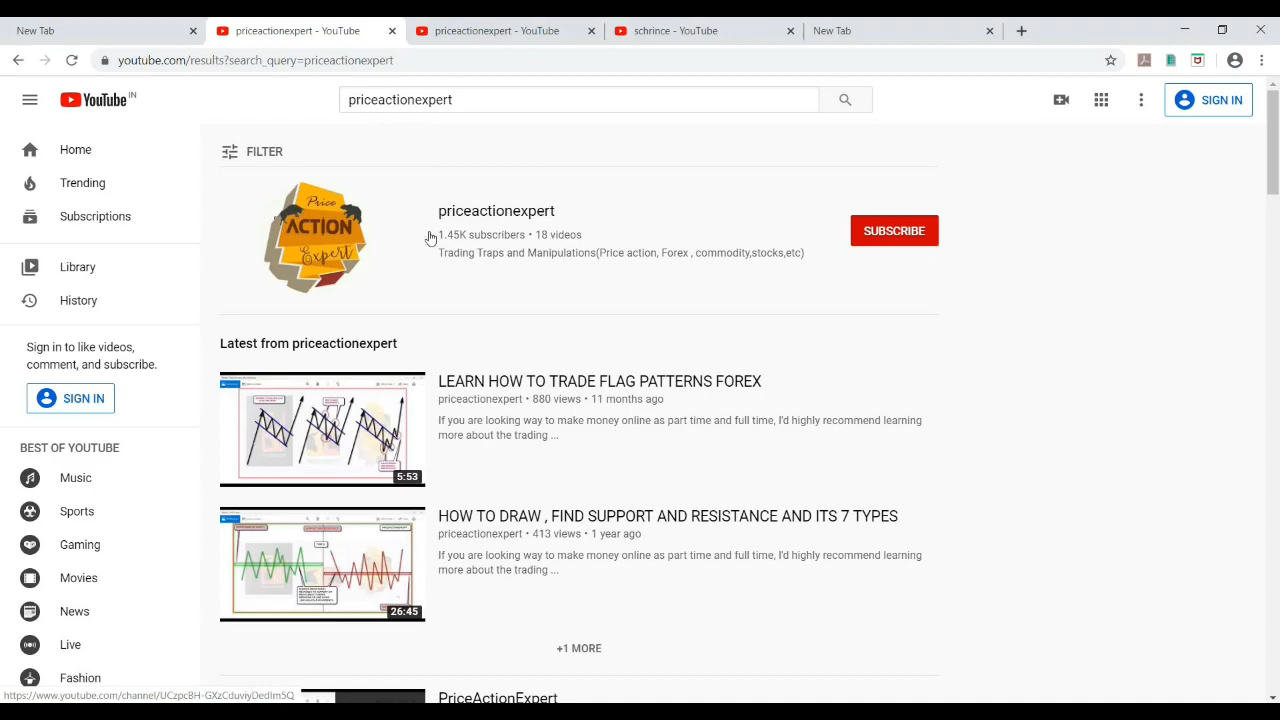 New Tab
priceactionexpert - YouTube
priceactionexpert - YouTube
schrince - YouTube
New Tab
youtube.com/results?search_query=priceactionexpert
YouTube IN
priceactionexpert
SIGN IN
Home
Trending
Subscriptions
Library
History
Sign in to like videos,
comment, and subscribe.
SIGN IN
BEST OF YOUTUBE
Music
Sports
Gaming
Movies
News
Live
Fashion
FILTER
Price
ACTION
Expert
priceactionexpert
1.45K subscribers • 18 videos
Trading Traps and Manipulations(Price action, Forex , commodity,stocks,etc)
SUBSCRIBE
Latest from priceactionexpert
5:53
LEARN HOW TO TRADE FLAG PATTERNS FOREX
priceactionexpert • 880 views • 11 months ago
If you are looking way to make money online as part time and full time, I'd highly recommend learning
more about the trading ...
26:45
HOW TO DRAW , FIND SUPPORT AND RESISTANCE AND ITS 7 TYPES
priceactionexpert • 413 views • 1 year ago
If you are looking way to make money online as part time and full time, I'd highly recommend learning
more about the trading ...
+1 MORE
PriceActionExpert
https://www.youtube.com/channel/UCzpcBH-GXzCduviyDedIm5Q